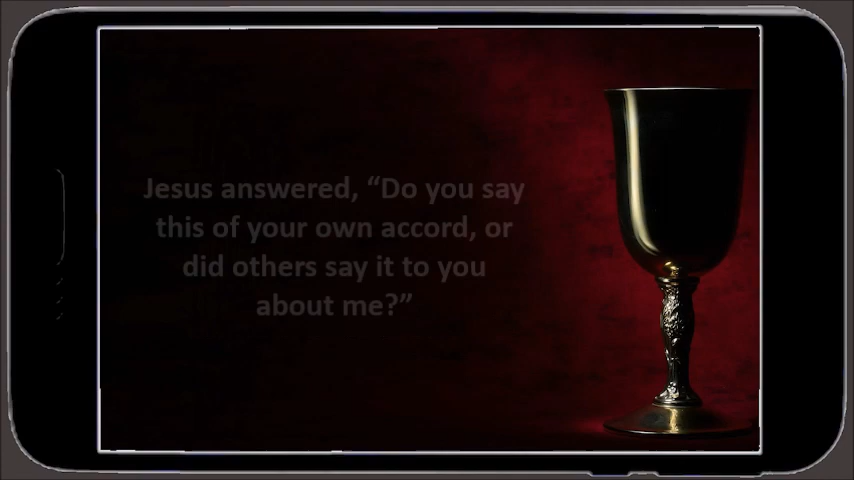 Jesus answered, “Do you say
this of your own accord, or
did others say it to you
about me?”